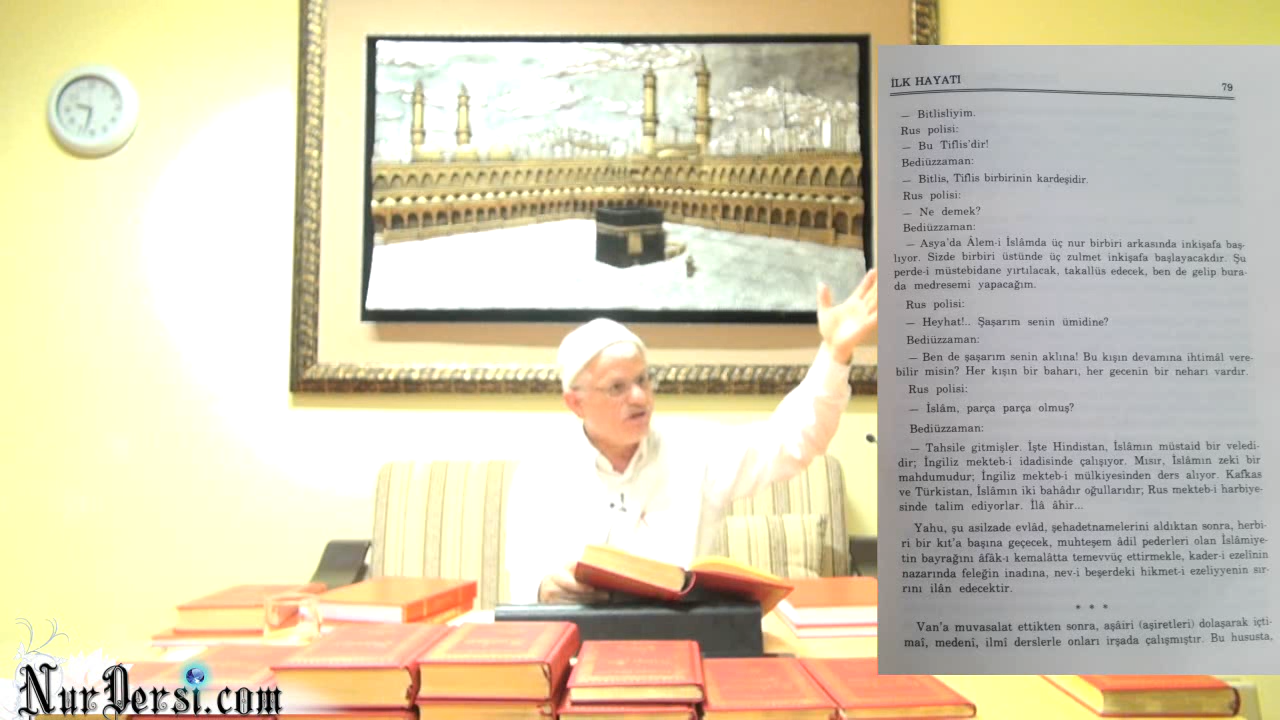 İLK HAYATI
79
— Bitlisliyim.
Rus polisi:
— Bu Tiflis'dir!
Bediüzzaman:
— Bitlis, Tiflis birbirinin kardeşidir.
Rus polisi:
— Ne demek?
Bediüzzaman:
— Asya'da Âlem-i İslâmda üç nur birbiri arkasında inkişafa baş-
lıyor. Sizde birbiri üstünde üç zulmet inkişafa başlayacakdır. Şu
perde-i müstebidane yırtılacak, takallüs edecek, ben de gelip bura-
da medresemi yapacağım.
Rus polisi:
— Heyhat!.. Şaşarım senin ümidine?
Bediüzzaman:
— Ben de şaşarım senin aklına! Bu kışın devamına ihtimâl vere-
bilir misin? Her kışın bir baharı, her gecenin bir neharı vardır.
Rus polisi:
— İslâm, parça parça olmuş?
Bediüzzaman:
— Tahsile gitmişler. İşte Hindistan, İslâmın müstaid bir veledi-
dir; İngiliz mekteb-i idadisinde çalışıyor. Mısır, İslâmın zeki bir
mahdumudur; İngiliz mekteb-i mülkiyesinden ders alıyor. Kafkas
ve Türkistan, İslâmın iki bahâdır oğullarıdır; Rus mekteb-i harbiye-
sinde talim ediyorlar. İlâ âhir...
Yahu, şu asilzade evlâd, şehadetnamelerini aldıktan sonra, herbi-
ri bir kıt'a başına geçecek, muhteşem âdil pederleri olan İslâmiye-
tin bayrağını âfâk-ı kemalâtta temevvüç ettirmekle, kader-i ezelînin
nazarında feleğin inadına, nev-i beşerdeki hikmet-i ezeliyyenin sır-
rını ilân edecektir.
* * *
Van'a muvasalat ettikten sonra, aşâiri (aşiretleri) dolaşarak içti-
maî, medenî, ilmî derslerle onları irşada çalışmıştır. Bu hususta,
NurDersi.com